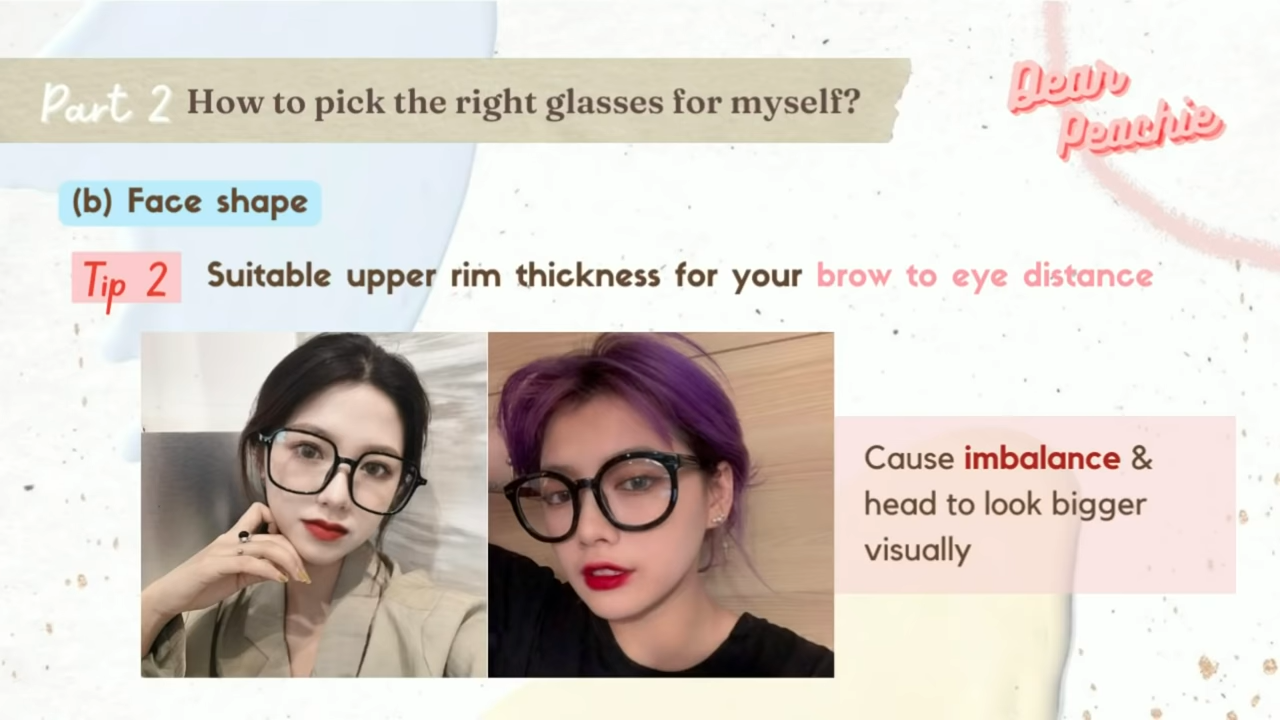 Part 2 How to pick the right glasses for myself?
Dear
Peachie
(b) Face shape
Tip 2 Suitable upper rim thickness for your brow to eye distance
Cause imbalance &
head to look bigger
visually